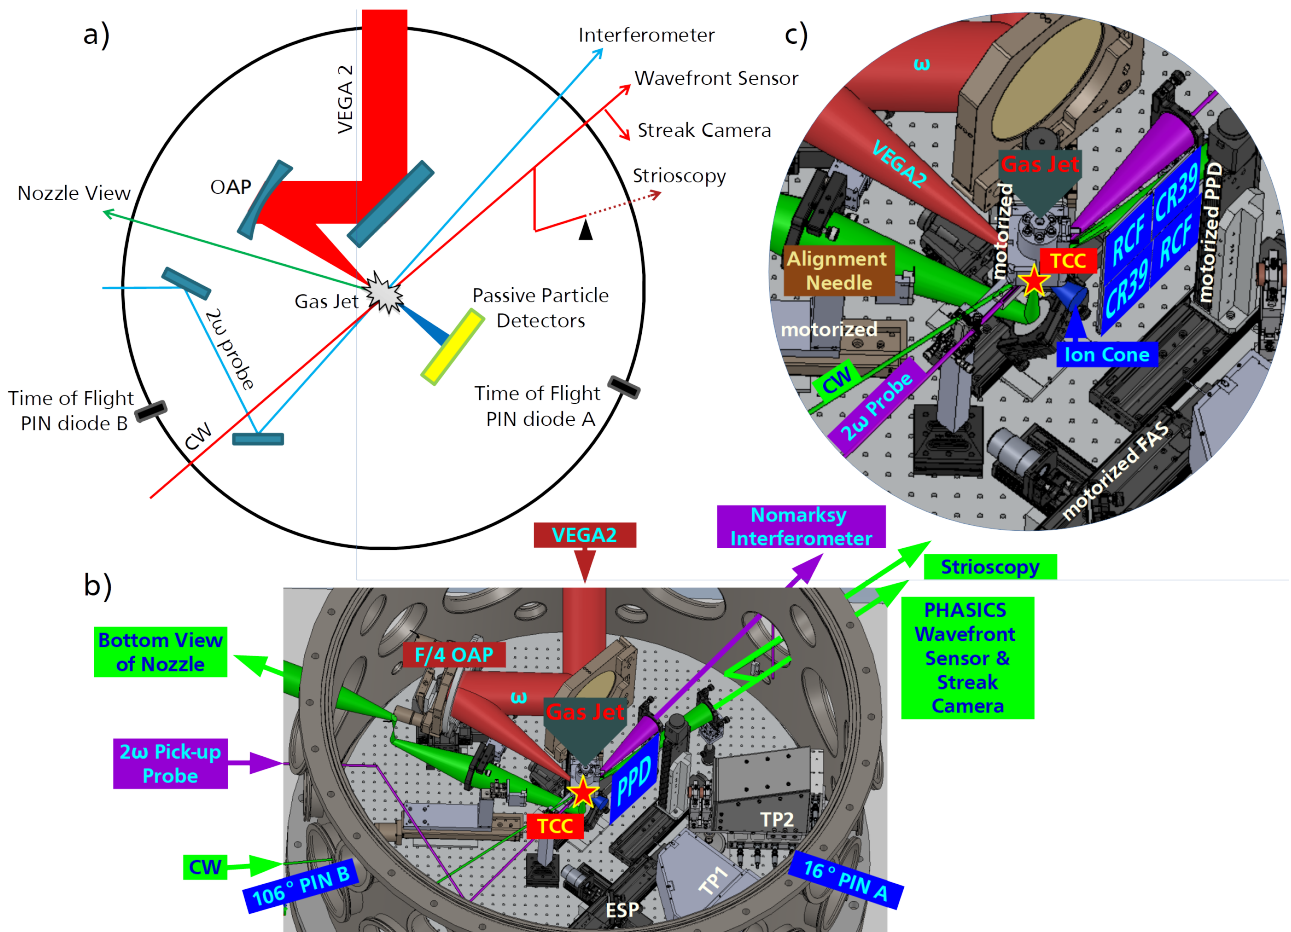 a)
VEGA 2
Interferometer
Wavefront Sensor
Streak Camera
Strioscopy
OAP
Nozzle View
Gas Jet
Passive Particle
Detectors
2ω probe
Time of Flight
PIN diode B
Time of Flight
PIN diode A
CW
c)
ω
VEGA2
Gas Jet
motorized
TCC
Alignment
Needle
motorized
CW
2ω Probe
Ion Cone
RCF
CR39
CR39
RCF
motorized PPD
motorized FAS
b)
VEGA2
Nomarksy
Interferometer
Strioscopy
PHASICS
Wavefront
Sensor &
Streak
Camera
Bottom View
of Nozzle
F/4 OAP
ω
Gas Jet
2ω Pick-up
Probe
PPD
TCC
TP2
TP1
ESP
CW
106° PIN B
16° PIN A